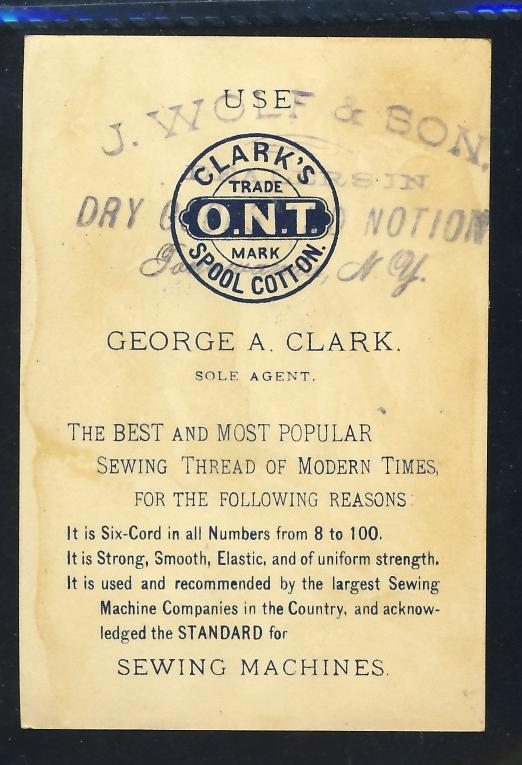 USE
J. WOLF & SON,
CLARK'S
TRADE
DRY NOTION
O.N.T.
MARK
SPOOL COTTON.
N.Y.
GEORGE A. CLARK.
SOLE AGENT.
THE BEST AND MOST POPULAR
SEWING THREAD OF MODERN TIMES,
FOR THE FOLLOWING REASONS:
It is Six-Cord in all Numbers from 8 to 100.
It is Strong, Smooth, Elastic, and of uniform strength.
It is used and recommended by the largest Sewing
Machine Companies in the Country, and acknow-
ledged the STANDARD for
SEWING MACHINES.